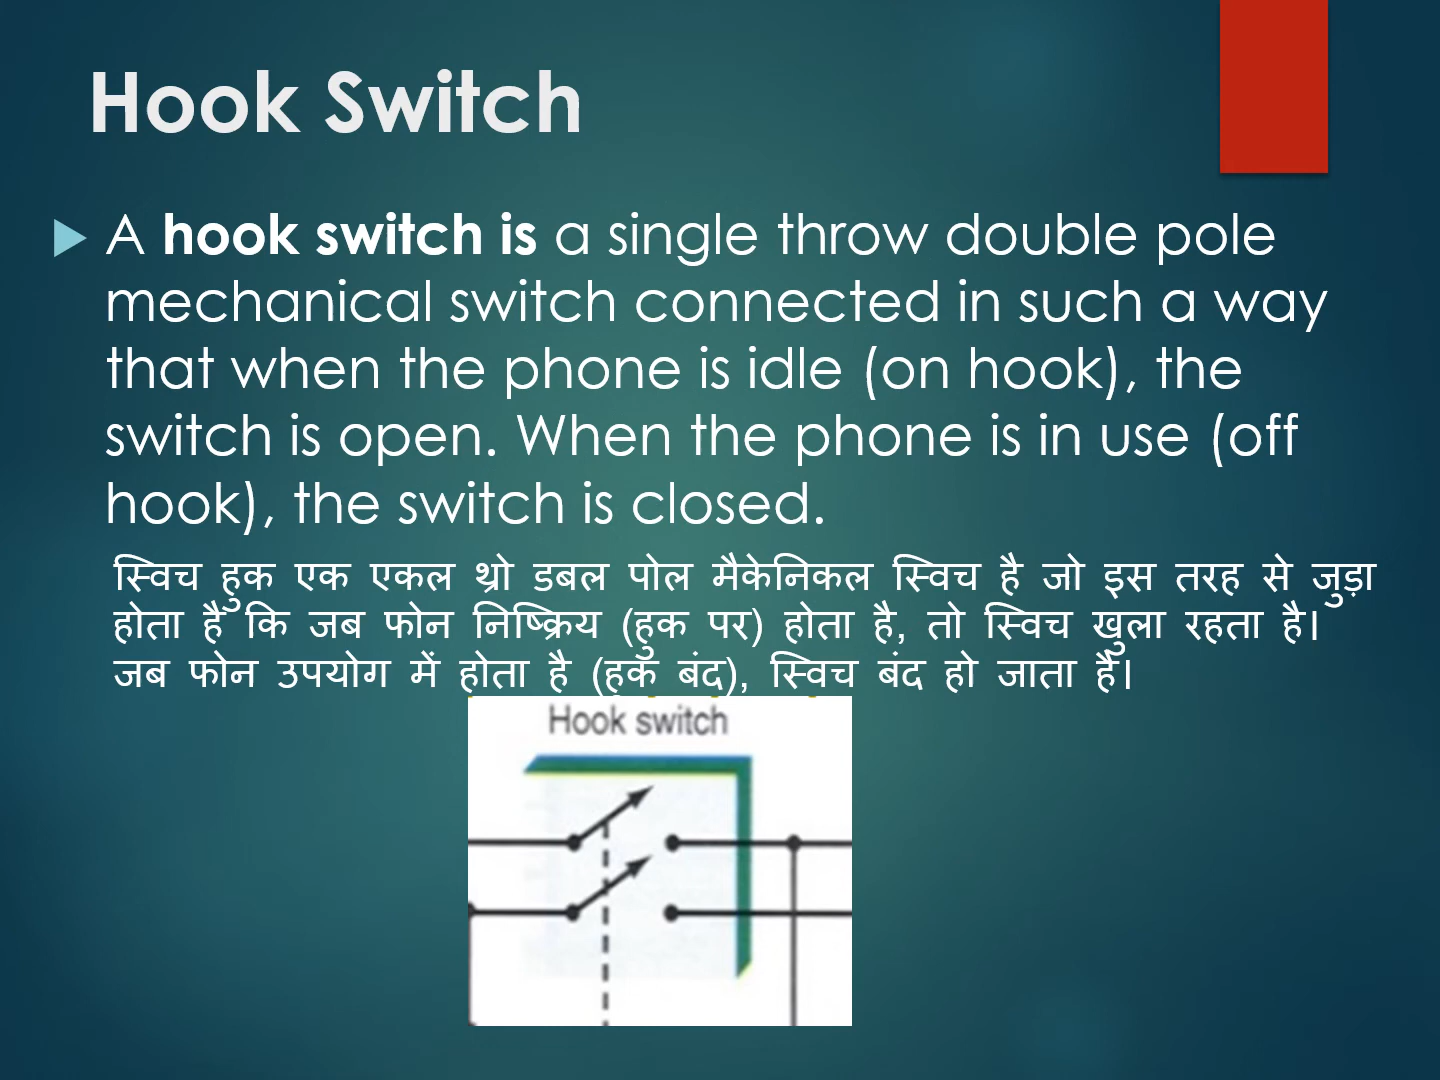 Hook Switch
A hook switch is a single throw double pole
mechanical switch connected in such a way
that when the phone is idle (on hook), the
switch is open. When the phone is in use (off
hook), the switch is closed.
स्विच हुक एक एकल थ्रो डबल पोल मैकेनिकल स्विच है जो इस तरह से जुड़ा
होता है कि जब फोन निष्क्रिय (हुक पर) होता है, तो स्विच खुला रहता है।
जब फोन उपयोग में होता है (हुक बंद), स्विच बंद हो जाता है।
Hook switch